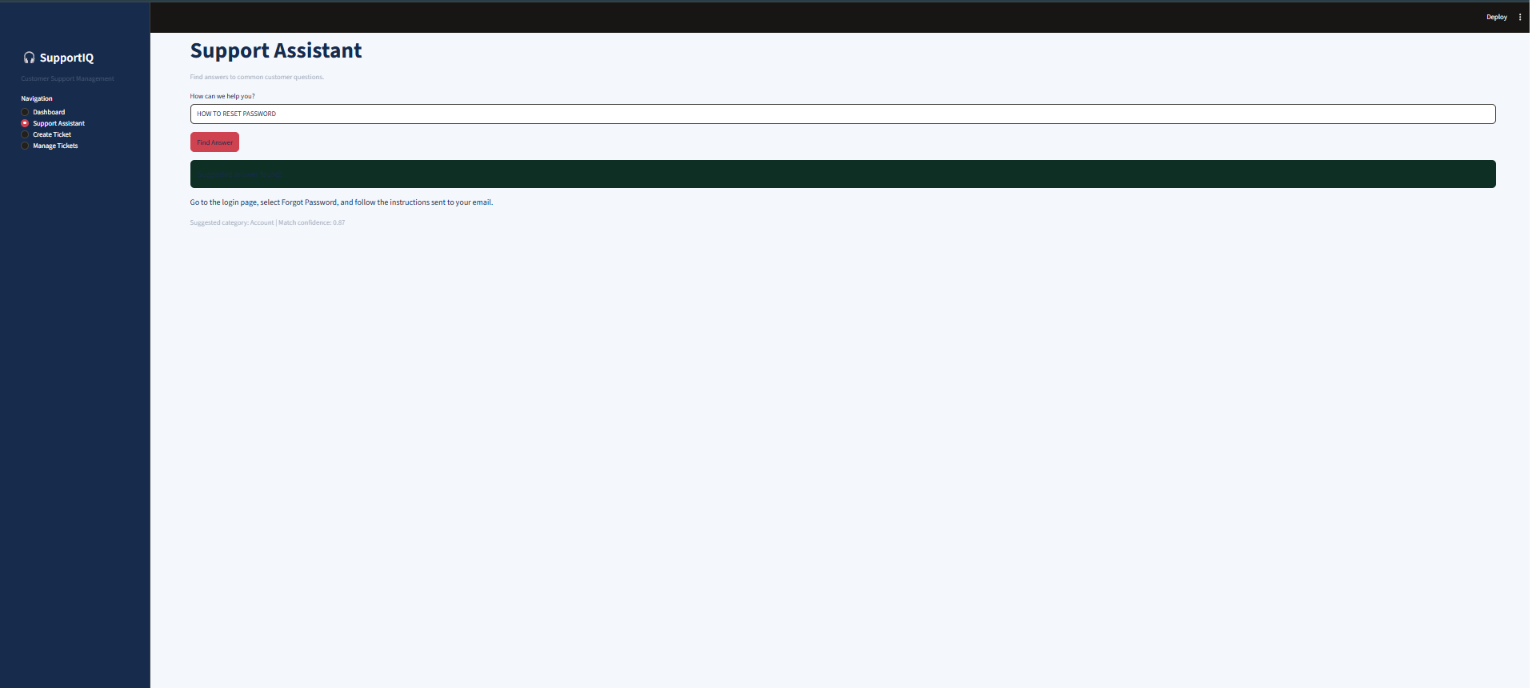 Deploy
SupportIQ
Customer Support Management
Navigation
Dashboard
Support Assistant
Create Ticket
Manage Tickets
Support Assistant
Find answers to common customer questions.
How can we help you?
HOW TO RESET PASSWORD
Find Answer
Go to the login page, select Forgot Password, and follow the instructions sent to your email.
Suggested category: Account | Match confidence: 0.87